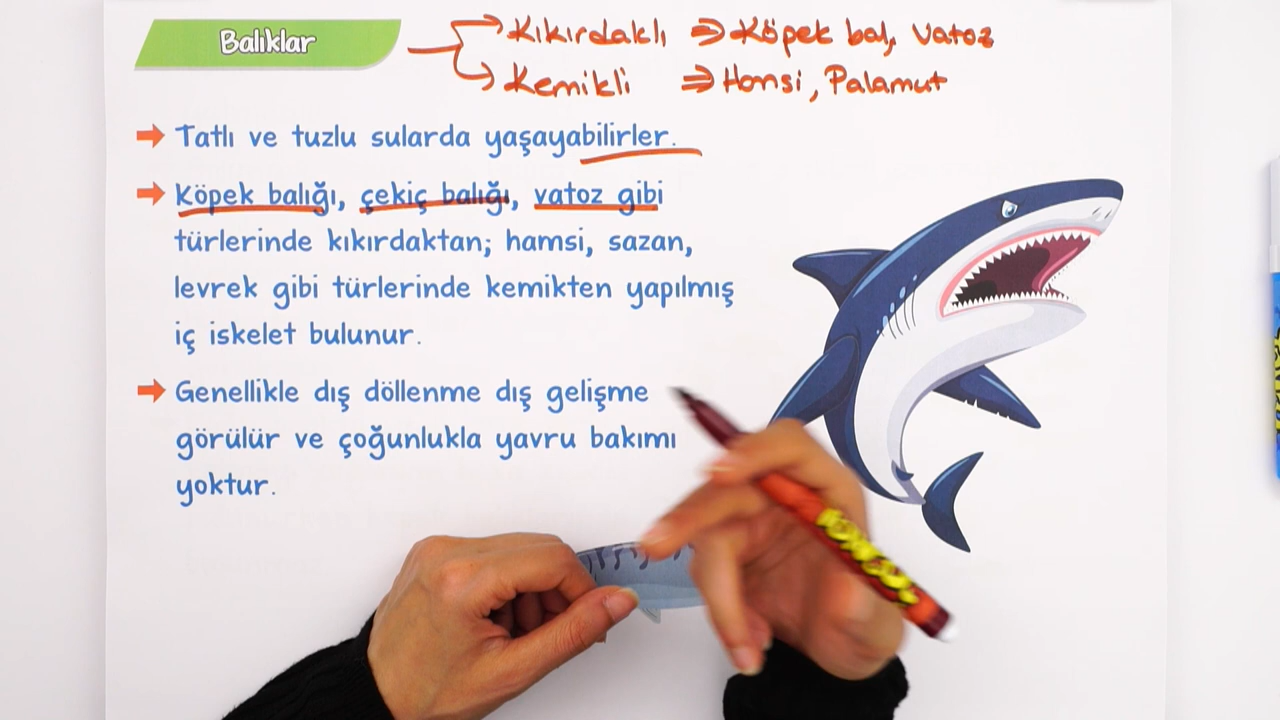 Balıklar
Kıkırdaklı ⇒ Köpek bal, Vatoz
Kemikli ⇒ Hamsi, Palamut
Tatlı ve tuzlu sularda yaşayabilirler.
Köpek balığı, çekiç balığı, vatoz gibi
türlerinde kıkırdaktan; hamsi, sazan,
levrek gibi türlerinde kemikten yapılmış
iç iskelet bulunur.
Genellikle dış döllenme dış gelişme
görülür ve çoğunlukla yavru bakımı
yoktur.